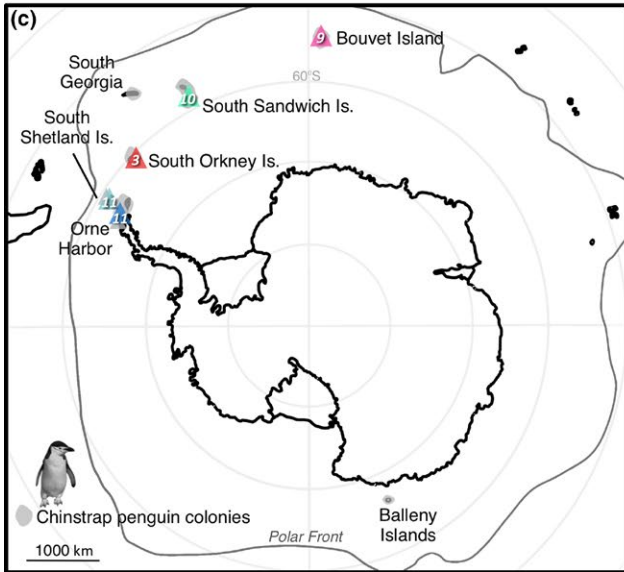 (c)
9 Bouvet Island
60°S
South
Georgia
10 South Sandwich Is.
South
Shetland Is.
3 South Orkney Is.
11
11
Orne
Harbor
Chinstrap penguin colonies
Balleny
Islands
Polar Front
1000 km